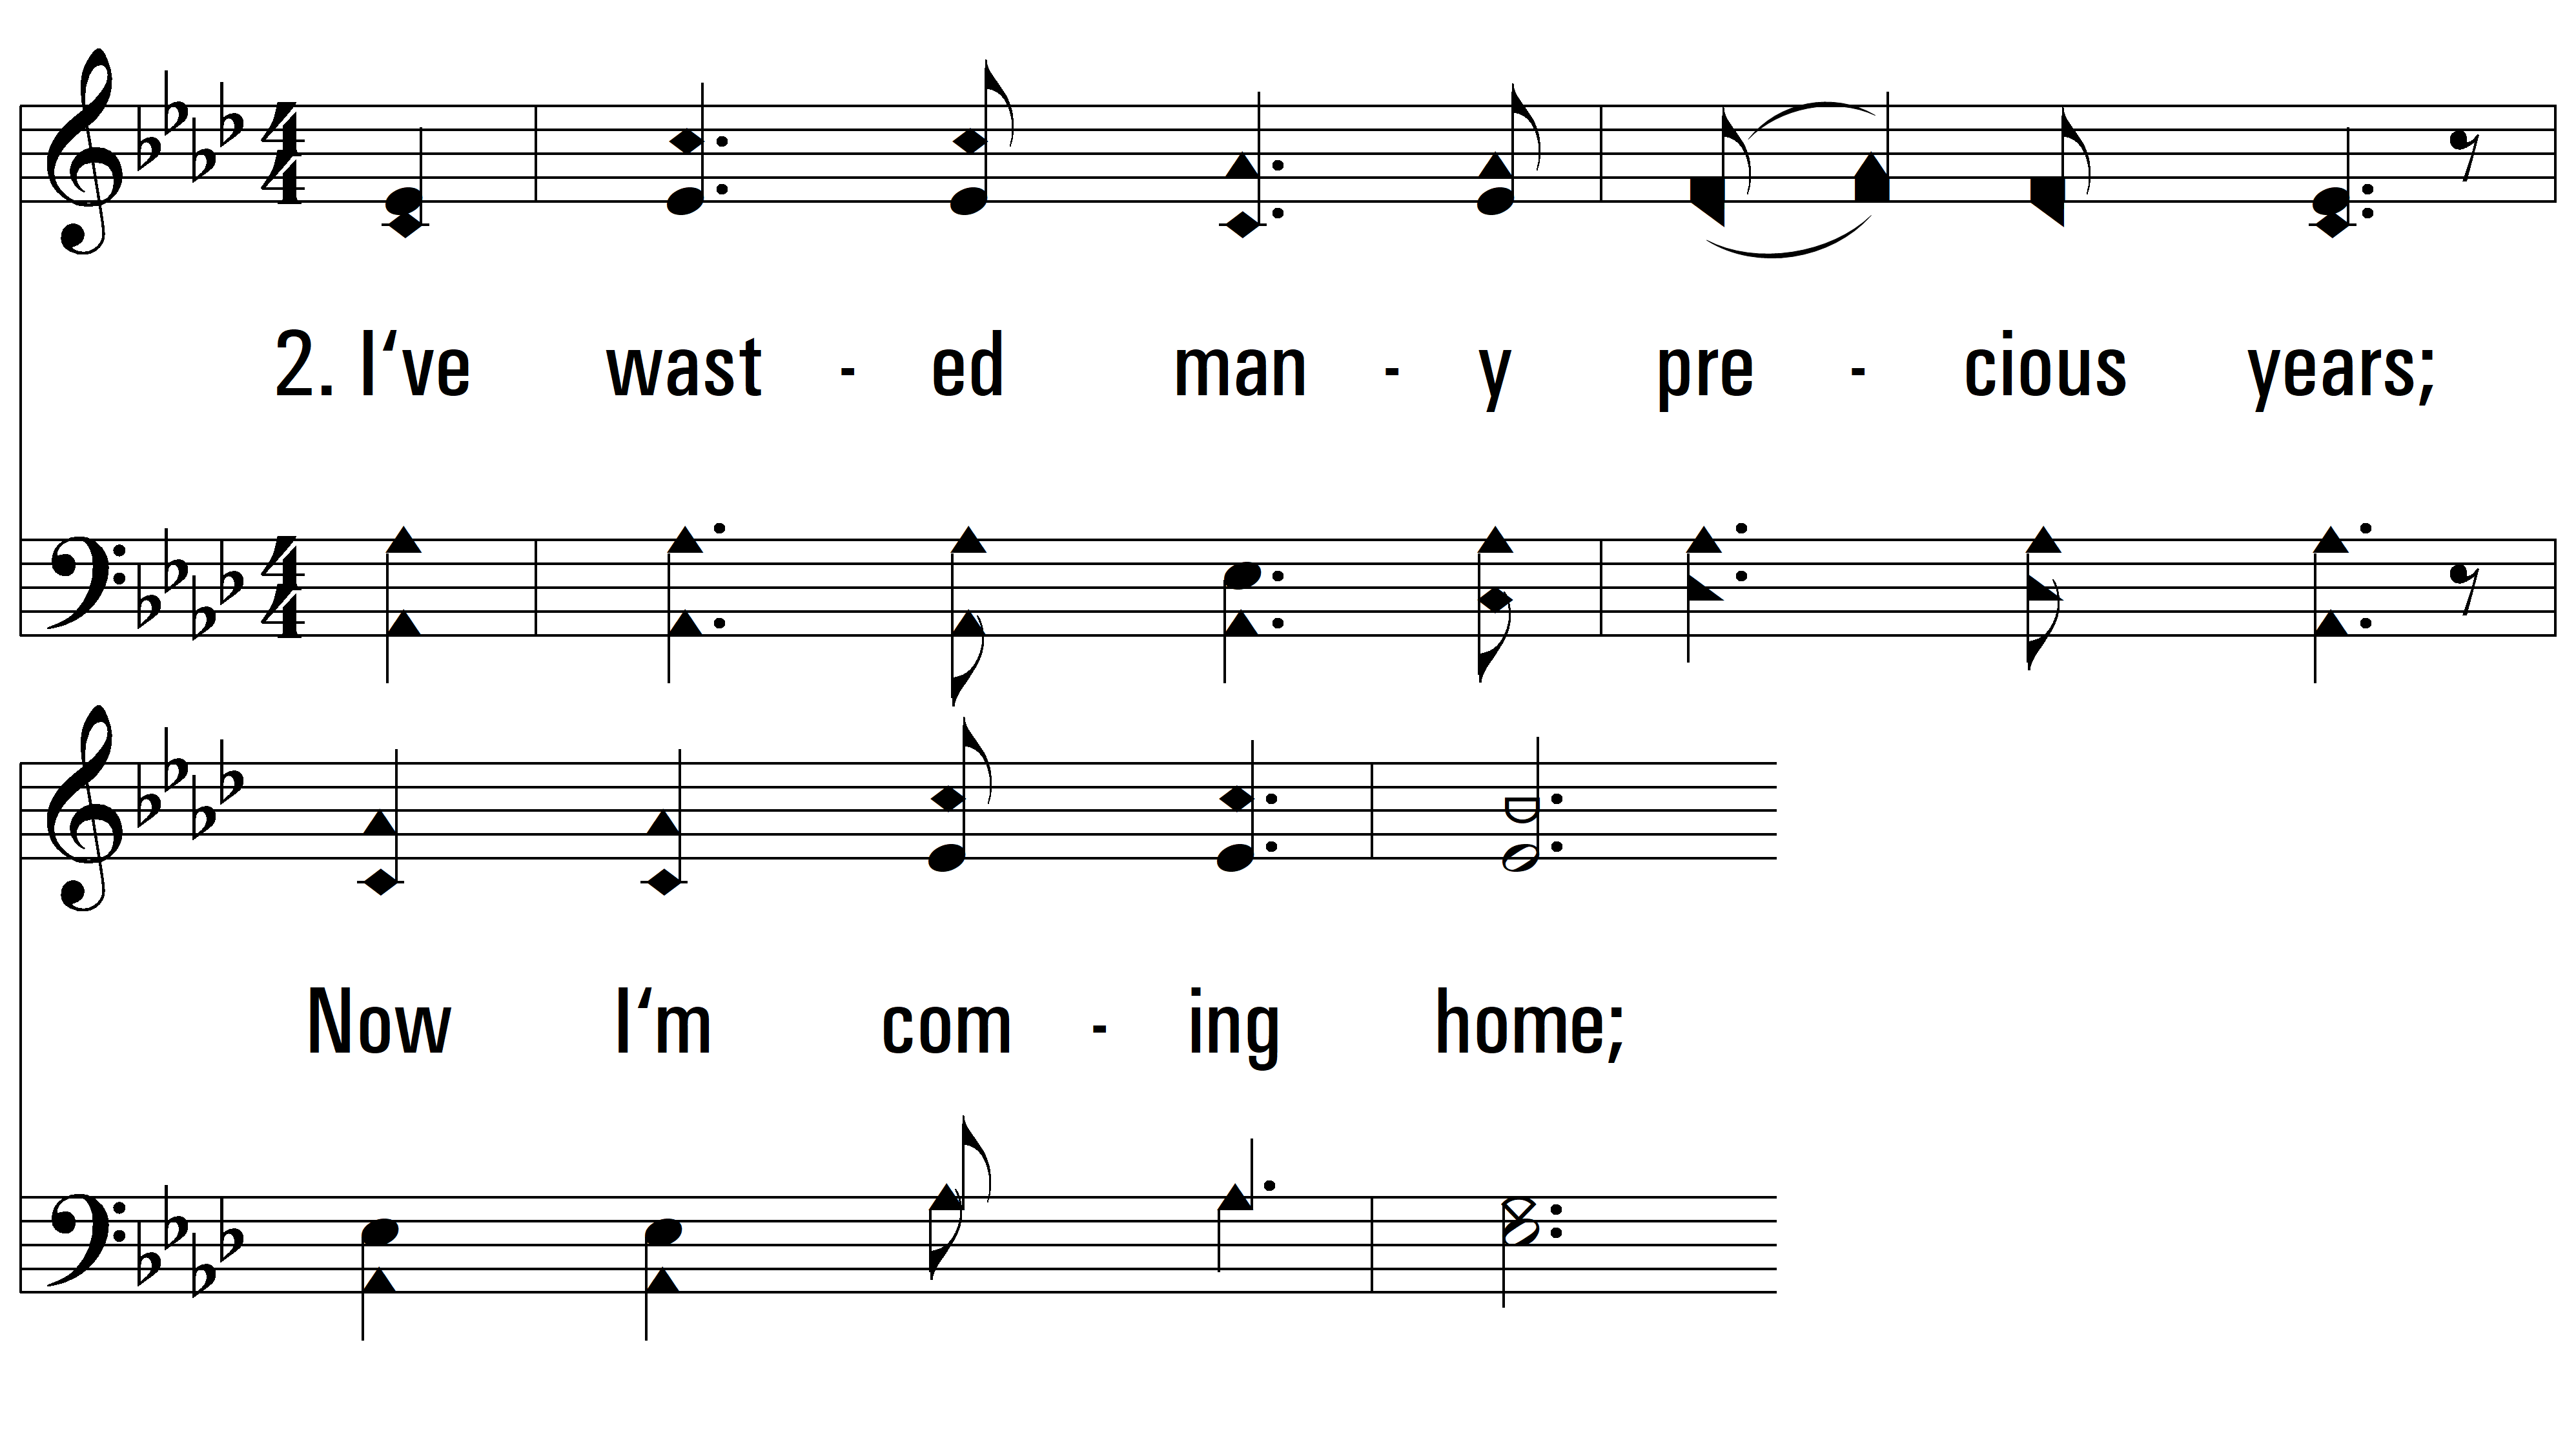 2. I‘ve wast - ed man - y pre - cious years;
Now I‘m com - ing home;